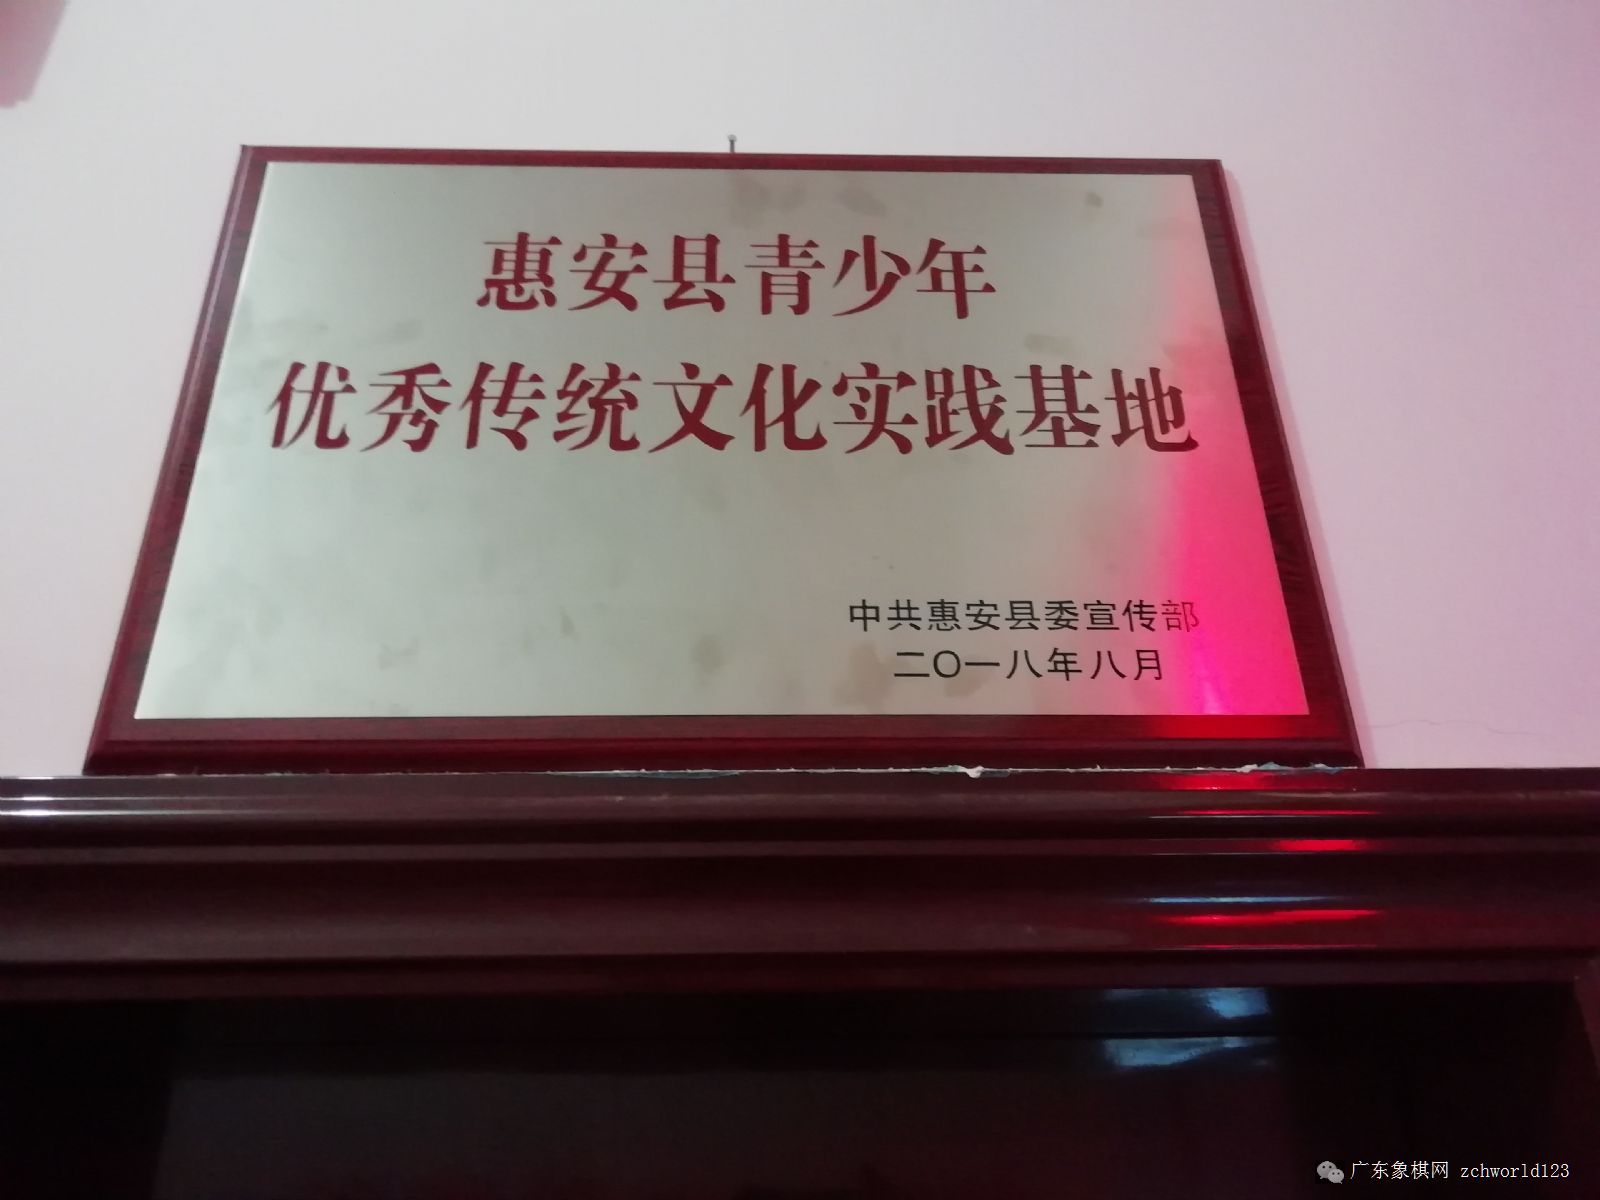 惠安县青少年
优秀传统文化实践基地
中共惠安县委宣传部
二〇一八年八月
广东象棋网 zchworld123